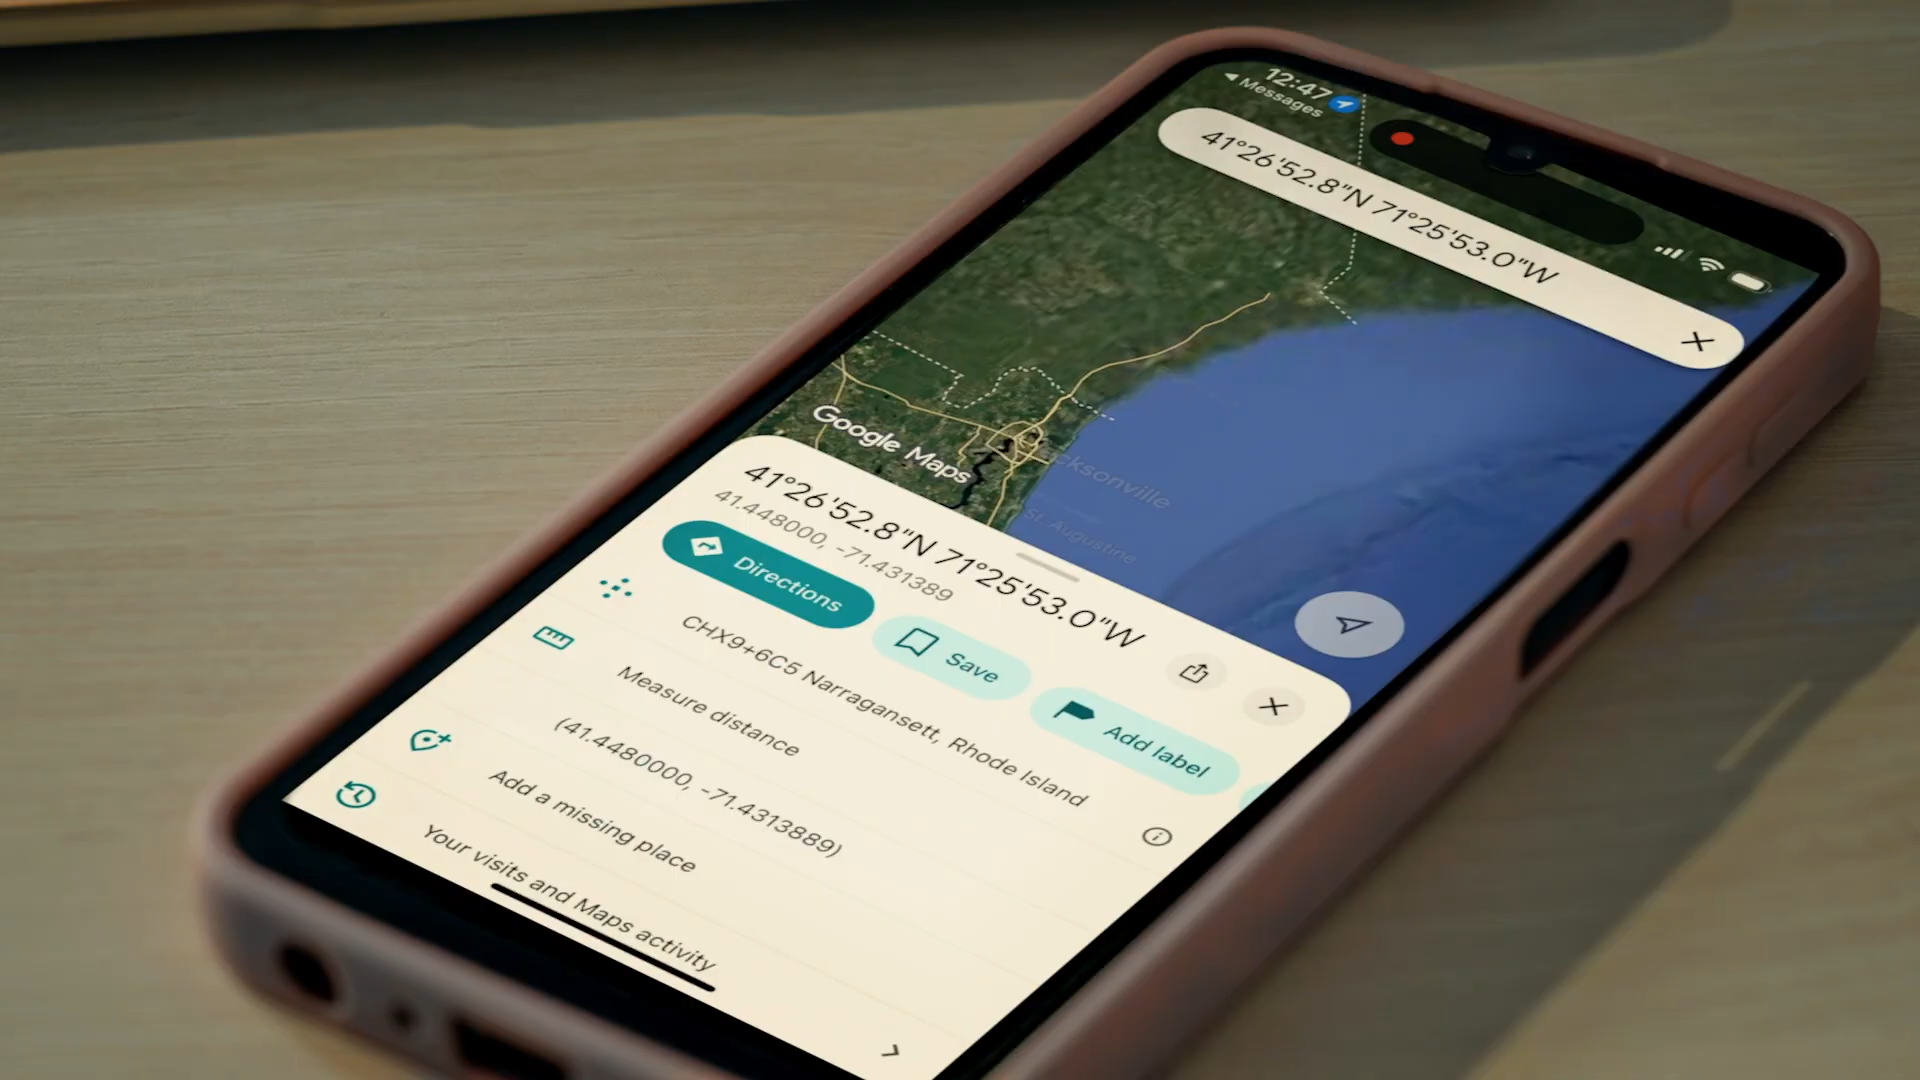 12:47
Messages
41°26'52.8"N 71°25'53.0"W
Google Maps
cksonville
St. Augustine
41°26'52.8"N 71°25'53.0"W
41.448000, -71.431389
Directions
Save
Add label
CHX9+6C5 Narragansett, Rhode Island
Measure distance
(41.4480000, -71.4313889)
Add a missing place
Your visits and Maps activity